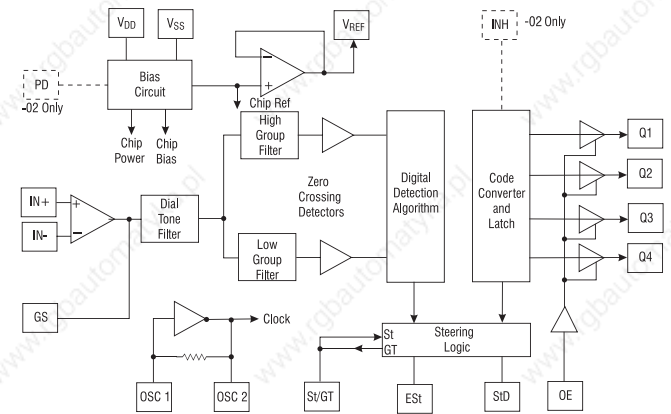 VDD
VSS
VREF
INH
-02 Only
PD
-02 Only
Bias
Circuit
Chip Ref
Chip
Power
Chip
Bias
High
Group
Filter
Zero
Crossing
Detectors
Digital
Detection
Algorithm
Code
Converter
and
Latch
Q1
Q2
Q3
Q4
IN+
IN-
Dial
Tone
Filter
Low
Group
Filter
GS
Clock
St
GT
Steering
Logic
OSC 1
OSC 2
St/GT
ESt
StD
OE
www.rgbautomatyka.pl